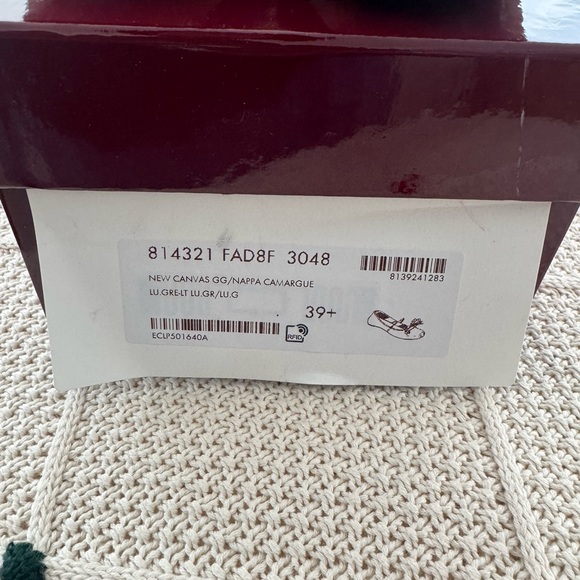 814321 FAD8F 3048
8139241283
NEW CANVAS GG/NAPPA CAMARGUE
LU.GRE-LT LU.GR/LU.G
39+
ECLP501640A
RFID